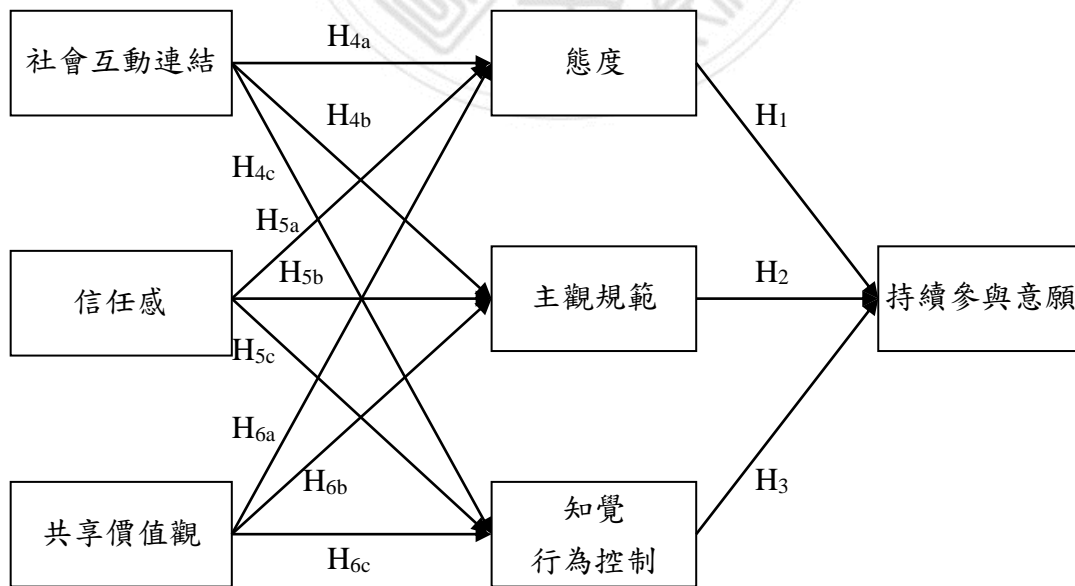 社會互動連結
H4a
態度
H1
H4b
H4c
H5a
信任感
H5b
主觀規範
H2
持續參與意願
H5c
H6a
H6b
H3
共享價值觀
H6c
知覺
行為控制